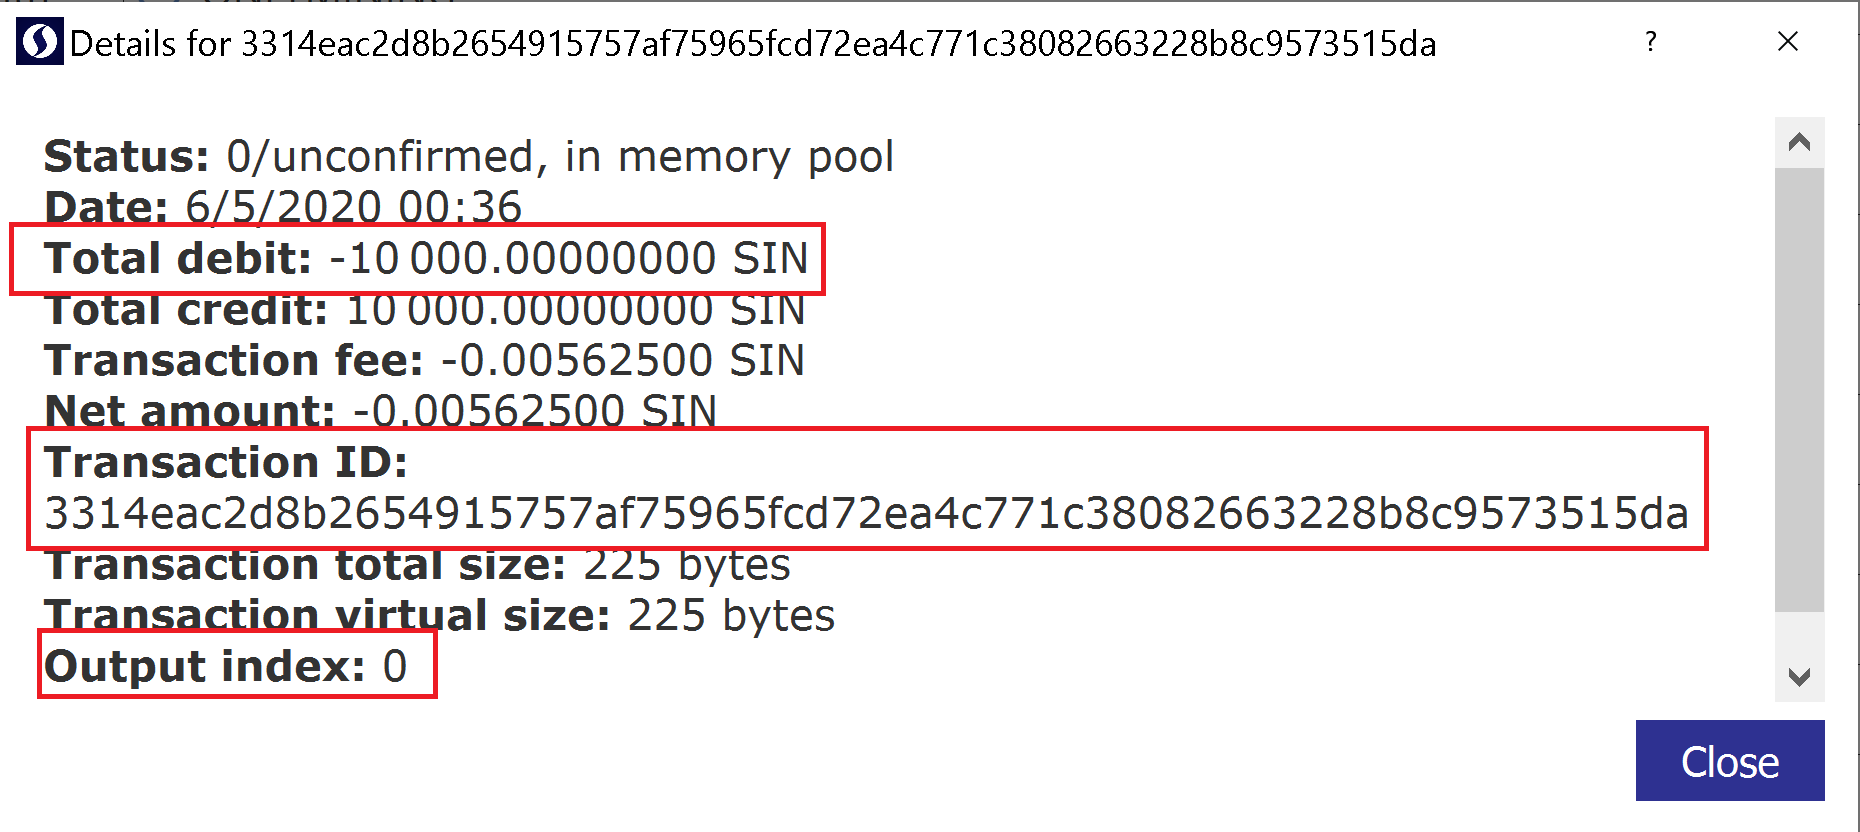 Details for 3314eac2d8b2654915757af75965fcd72ea4c771c38082663228b8c9573515da
?
Status: 0/unconfirmed, in memory pool
Date: 6/5/2020 00:36
Total debit: -10 000.00000000 SIN
Total credit: 10 000.00000000 SIN
Transaction fee: -0.00562500 SIN
Net amount: -0.00562500 SIN
Transaction ID:
3314eac2d8b2654915757af75965fcd72ea4c771c38082663228b8c9573515da
Transaction total size: 225 bytes
Transaction virtual size: 225 bytes
Output index: 0
Close